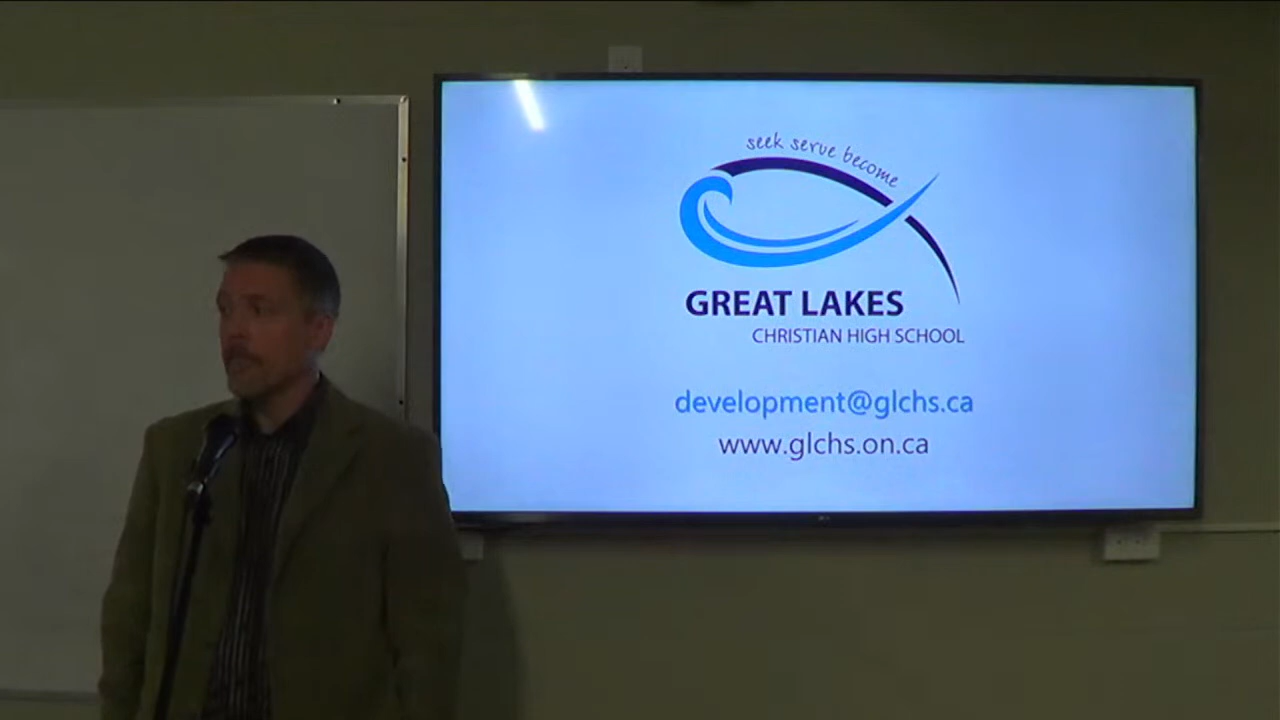 seek serve become
GREAT LAKES
CHRISTIAN HIGH SCHOOL
development@glchs.ca
www.glchs.on.ca